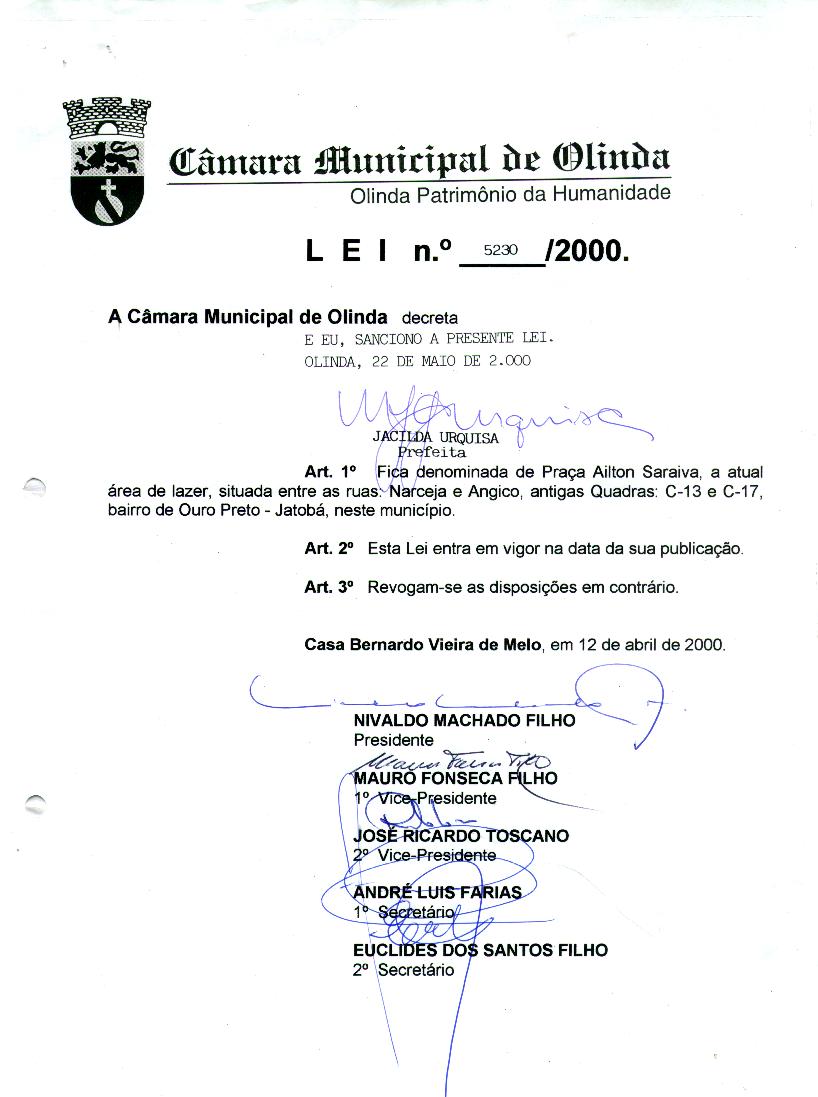 Câmara Municipal de Olinda
Olinda Patrimônio da Humanidade
L E I n.º 5230 /2000.
A Câmara Municipal de Olinda decreta
E EU, SANCIONO A PRESENTE LEI.
OLINDA, 22 DE MAIO DE 2.000
JACILDA URQUISA
Prefeita
Art. 1º Fica denominada de Praça Ailton Saraiva, a atual
área de lazer, situada entre as ruas: Narceja e Angico, antigas Quadras: C-13 e C-17,
bairro de Ouro Preto - Jatobá, neste município.
Art. 2º Esta Lei entra em vigor na data da sua publicação.
Art. 3º Revogam-se as disposições em contrário.
Casa Bernardo Vieira de Melo, em 12 de abril de 2000.
NIVALDO MACHADO FILHO
Presidente
MAURO FONSECA FILHO
1º Vice-Presidente
JOSÉ RICARDO TOSCANO
2º Vice-Presidente
ANDRÉ LUIS FARIAS
1º Secretário
EUCLIDES DOS SANTOS FILHO
2º Secretário